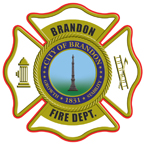 BRANDON
CITY OF BRANDON
1831
FIRE DEPT.